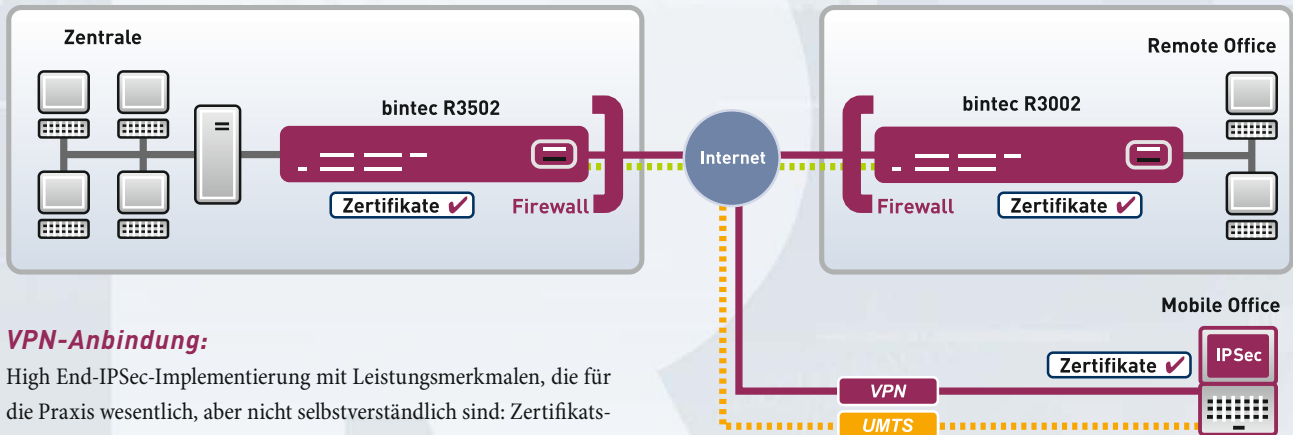 Zentrale
bintec R3502
Zertifikate ✔
Firewall
Internet
Remote Office
bintec R3002
Firewall
Zertifikate ✔
Mobile Office
IPSec
Zertifikate ✔
VPN
UMTS
VPN-Anbindung:
High End-IPSec-Implementierung mit Leistungsmerkmalen, die für
die Praxis wesentlich, aber nicht selbstverständlich sind: Zertifikats-